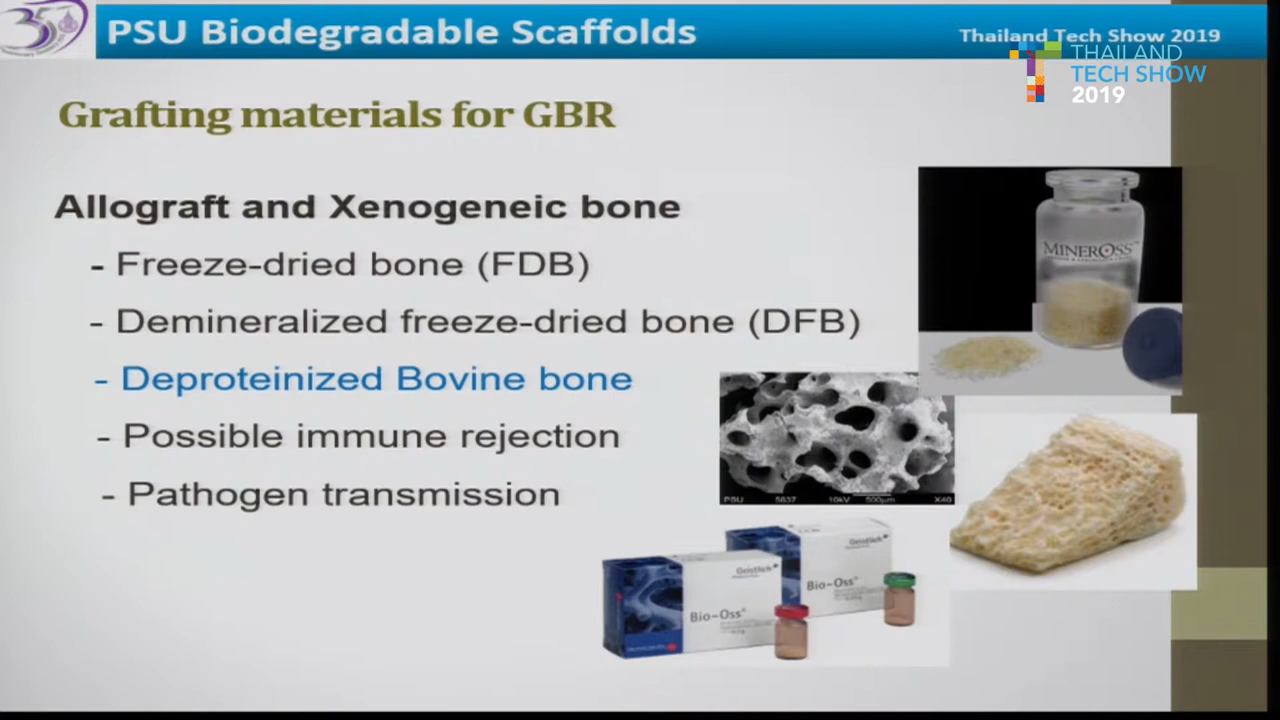 35
PSU Biodegradable Scaffolds
Thailand Tech Show 2019
THAILAND
TECH SHOW
2019
Grafting materials for GBR
Allograft and Xenogeneic bone
- Freeze-dried bone (FDB)
- Demineralized freeze-dried bone (DFB)
- Deproteinized Bovine bone
- Possible immune rejection
- Pathogen transmission
MINEROSS
PSU 5837 10kV 500µm X40
Geistlich
Bio-Oss®
Geistlich
Bio-Oss®